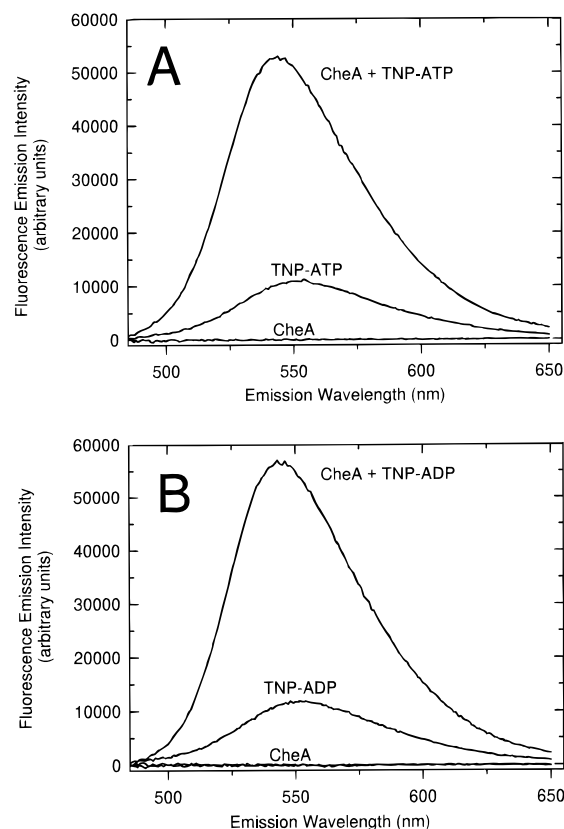 A
Fluorescence Emission Intensity
(arbitrary units)
60000
50000
40000
30000
20000
10000
0
CheA + TNP-ATP
TNP-ATP
CheA
500 550 600 650
Emission Wavelength (nm)
B
Fluorescence Emission Intensity
(arbitrary units)
60000
50000
40000
30000
20000
10000
0
CheA + TNP-ADP
TNP-ADP
CheA
500 550 600 650
Emission Wavelength (nm)